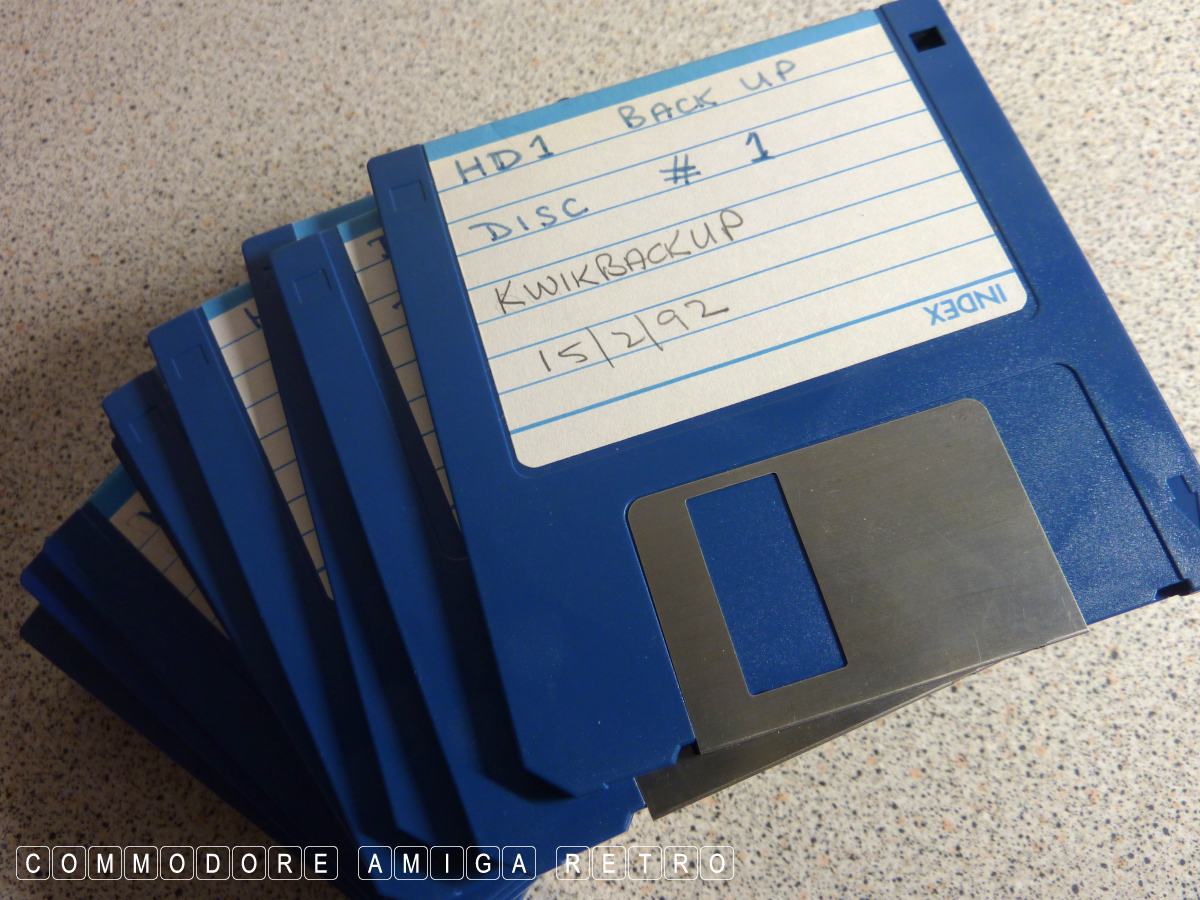 HD1 BACK UP
DISC # 1
KWIKBACKUP
15/2/92
INDEX
COMMODORE AMIGA RETRO